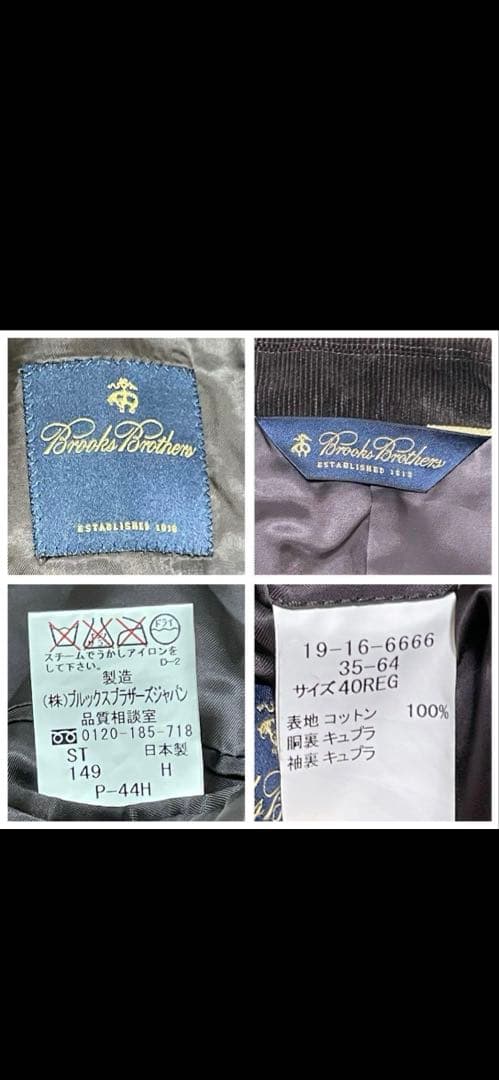 Brooks Brothers
ESTABLISHED 1818
Brooks Brothers
ESTABLISHED 1818
ドライ
スチームでうかしアイロンを
して下さい。 D-2
製造
(株)ブルックスブラザーズジャパン
品質相談室
0120-185-718
ST 日本製
149 H
P-44H
19-16-6666
35-64
サイズ 40REG
表地 コットン 100%
胴裏 キュプラ
袖裏 キュプラ